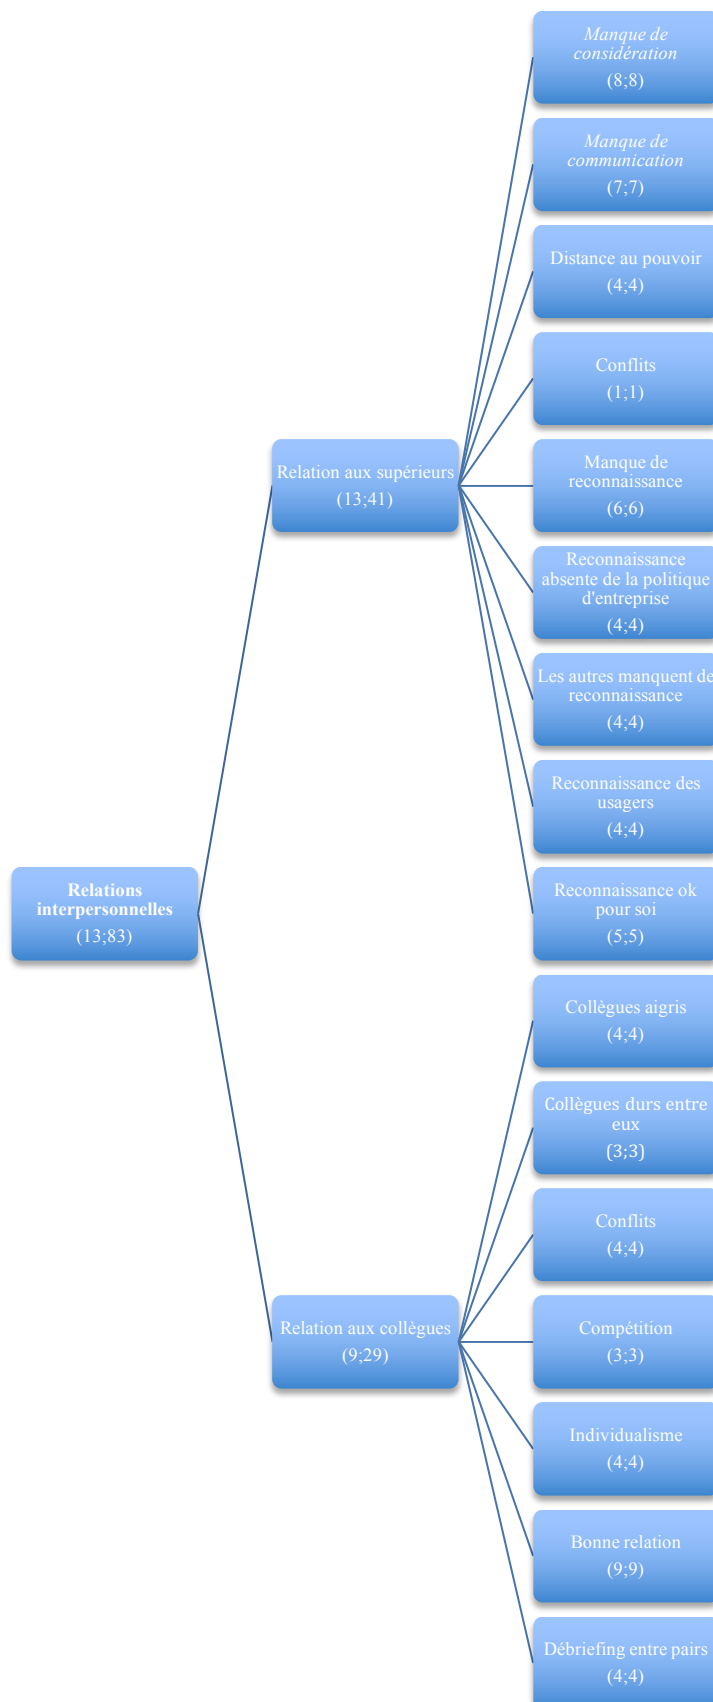 Manque de
considération
(8;8)
Manque de
communication
(7;7)
Distance au pouvoir
(4;4)
Conflits
(1;1)
Relation aux supérieurs
(13;41)
Manque de
reconnaissance
(6;6)
Reconnaissance
absente de la politique
d'entreprise
(4;4)
Les autres manquent de
reconnaissance
(4;4)
Reconnaissance des
usagers
(4;4)
Relations
interpersonnelles
(13;83)
Reconnaissance ok
pour soi
(5;5)
Collègues aigris
(4;4)
Collègues durs entre
eux
(3;3)
Conflits
(4;4)
Relation aux collègues
(9;29)
Compétition
(3;3)
Individualisme
(4;4)
Bonne relation
(9;9)
Débriefing entre pairs
(4;4)